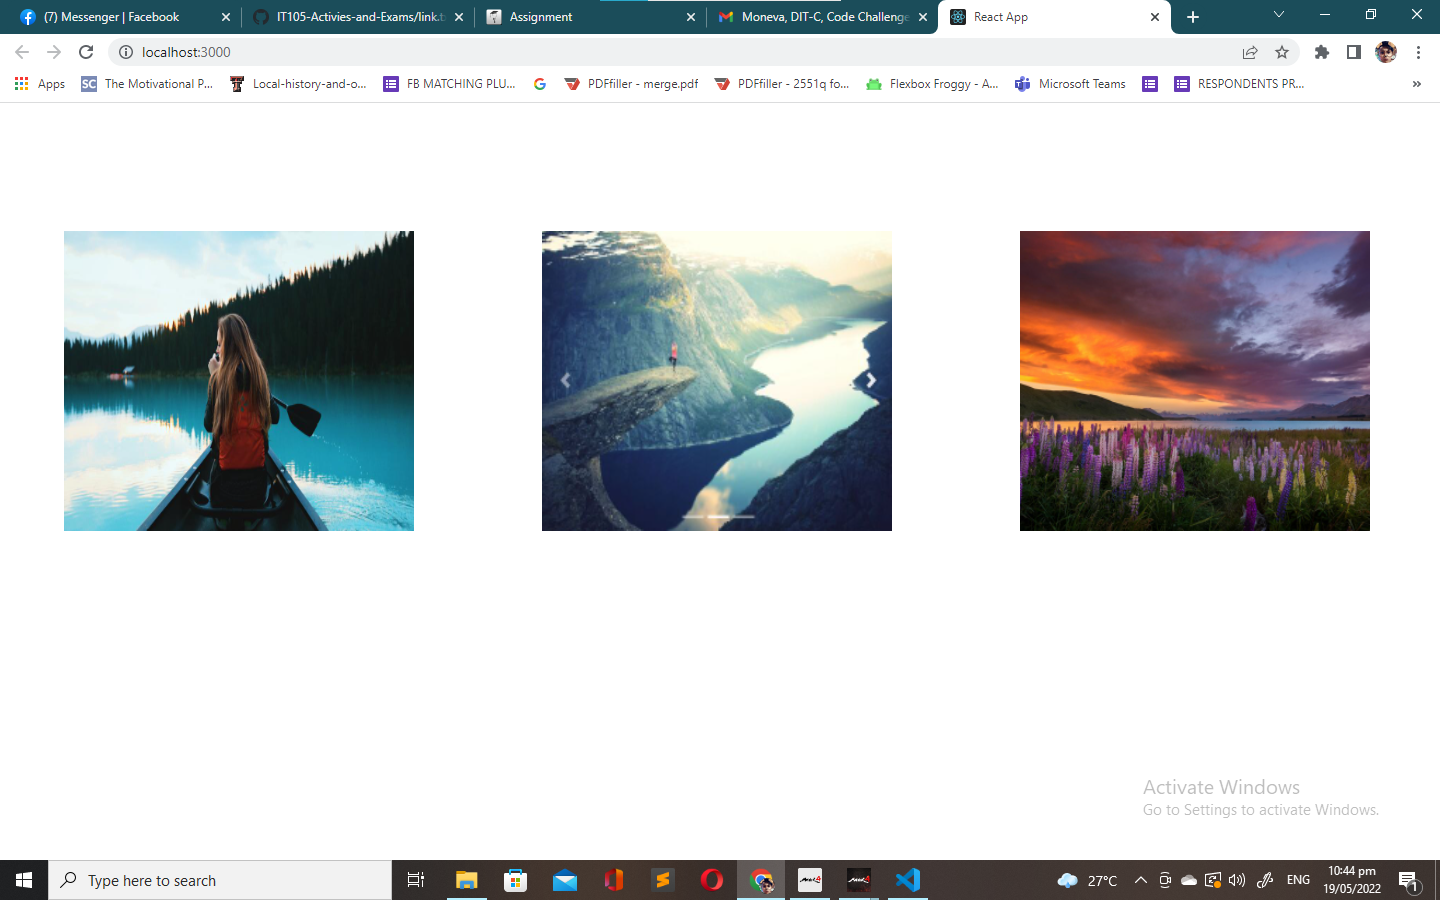 (7) Messenger | Facebook
IT105-Activies-and-Exams/link.t
Assignment
Moneva, DIT-C, Code Challenge
React App
localhost:3000
Apps
SC
The Motivational P...
Local-history-and-o...
FB MATCHING PLU...
PDFfiller - merge.pdf
PDFfiller - 2551q fo...
Flexbox Froggy - A...
Microsoft Teams
RESPONDENTS PR...
»
Activate Windows
Go to Settings to activate Windows.
Type here to search
27°C
ENG
10:44 pm
19/05/2022
1